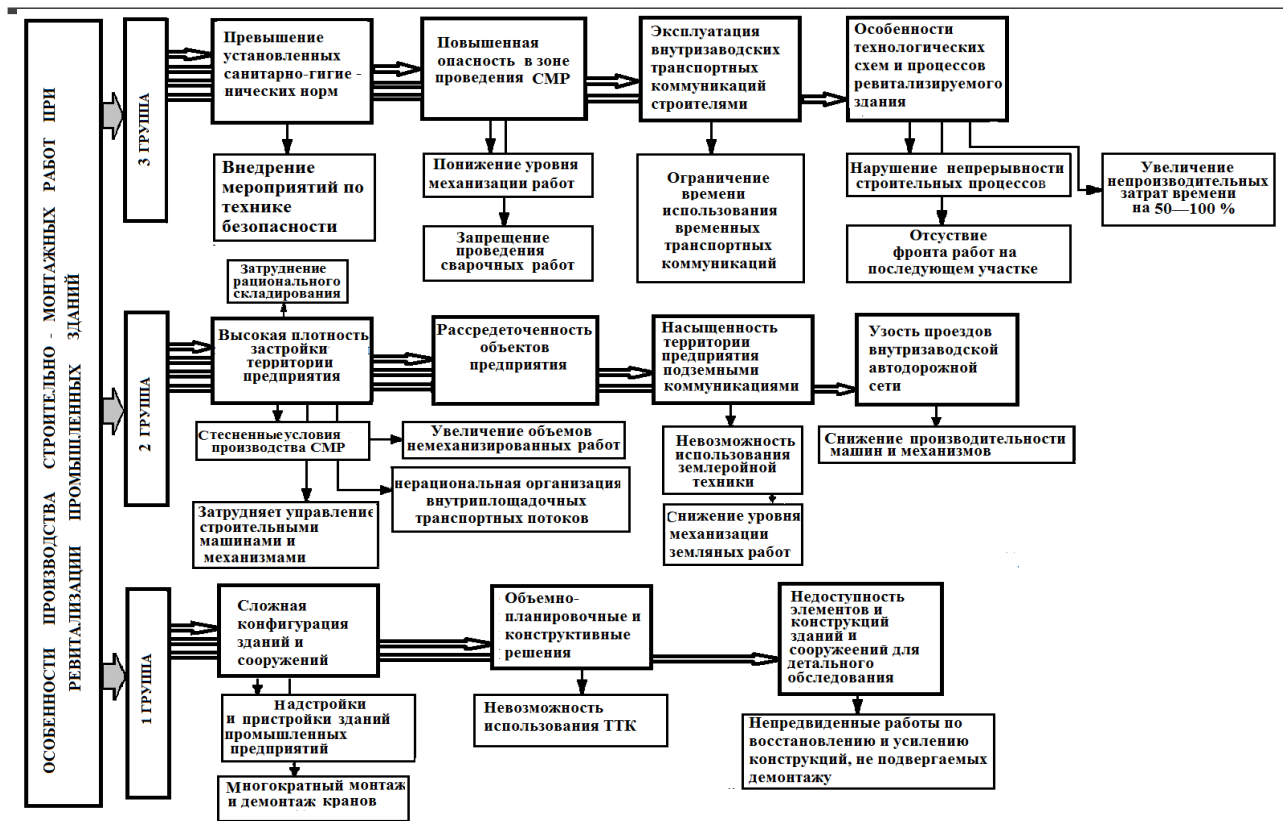 ОСОБЕННОСТИ ПРОИЗВОДСТВА СТРОИТЕЛЬНО - МОНТАЖНЫХ РАБОТ ПРИ
РЕВИТАЛИЗАЦИИ ПРОМЫШЛЕННЫХ ЗДАНИЙ
3 ГРУППА
Превышение
установленных
санитарно-гигие -
нических норм
Повышенная
опасность в зоне
проведения СМР
Эксплуатация
внутризаводских
транспортных
коммуникаций
строителями
Особенности
технологических
схем и процессов
ревитализируемого
здания
Внедрение
мероприятий по
технике
безопасности
Понижение уровня
механизации работ
Запрещение
проведения
сварочных работ
Ограничение
времени
использования
временных
транспортных
коммуникаций
Нарушение непрерывности
строительных процессов
Отсуствие
фронта работ на
последующем участке
Увеличение
непроизводительных
затрат времени
на 50—100 %
2 ГРУППА
Затруднение
рационального
складирования
Высокая плотность
застройки
территории
предприятия
Рассредеточенность
объектов
предприятия
Насыщенность
территории
предприятия
подземными
коммуникациями
Узость проездов
внутризаводской
автодорожной
сети
Стесненные условия
производства СМР
Увеличение объемов
немеханизированных работ
нерациональная организация
внутриплощадочных
транспортных потоков
Затрудняет управление
строительными
машинами и
механизмами
Невозможность
использования
землеройной
техники
Снижение уровня
механизации
земляных работ
Снижение производительности
машин и механизмов
1 ГРУППА
Сложная
конфигурация
зданий и
сооружений
Объемно-
планировочные и
конструктивные
решения
Недоступность
элементов и
конструкций
зданий и
сооружеений для
детального
обследования
Надстройки
и пристройки зданий
промышленных
предприятий
Многократный монтаж
и демонтаж кранов
Невозможность
использования ТТК
Непредвиденные работы по
восстановлению и усилению
конструкций, не подвергаемых
демонтажу